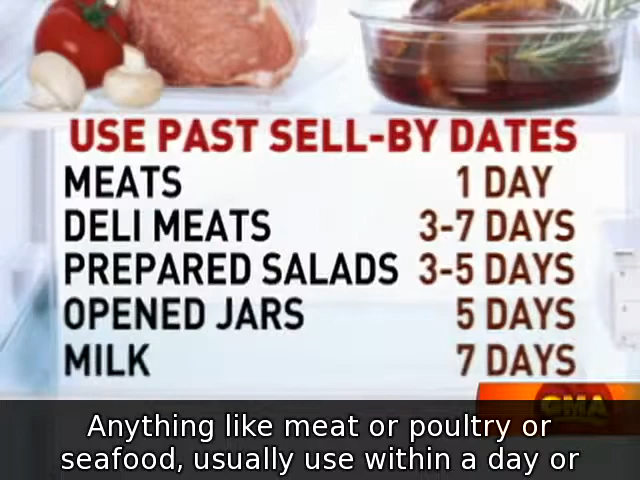 USE PAST SELL-BY DATES
MEATS 1 DAY
DELI MEATS 3-7 DAYS
PREPARED SALADS 3-5 DAYS
OPENED JARS 5 DAYS
MILK 7 DAYS
GMA
Anything like meat or poultry or
seafood, usually use within a day or